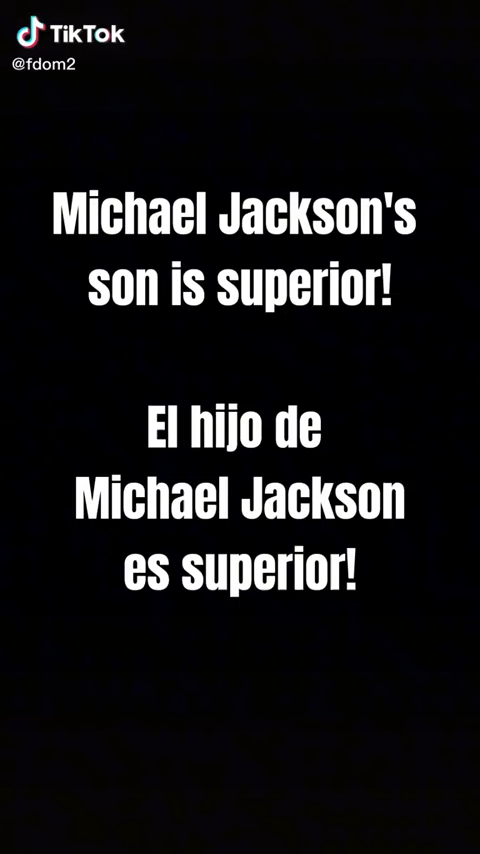 TikTok
@fdom2
Michael Jackson's
son is superior!
El hijo de
Michael Jackson
es superior!